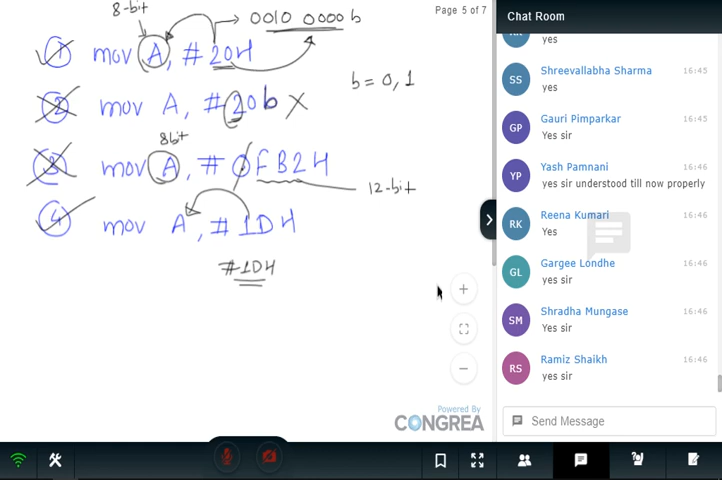 8-bit
0010 0000 b
Page 5 of 7
Chat Room
1 mov A, #20H
b = 0, 1
2 mov A, #20b X
8bit
3 mov A, #0FB2H
12-bit
4 mov A, #1DH
#1DH
Powered By
CONGREA
yes
SS Shreevallabha Sharma 16:45
yes
GP Gauri Pimparkar 16:45
Yes sir
YP Yash Pamnani 16:46
yes sir understood till now properly
RK Reena Kumari 16:46
Yes
GL Gargee Londhe 16:46
yes sir
SM Shradha Mungase 16:46
Yes sir
RS Ramiz Shaikh 16:46
yes sir
Send Message